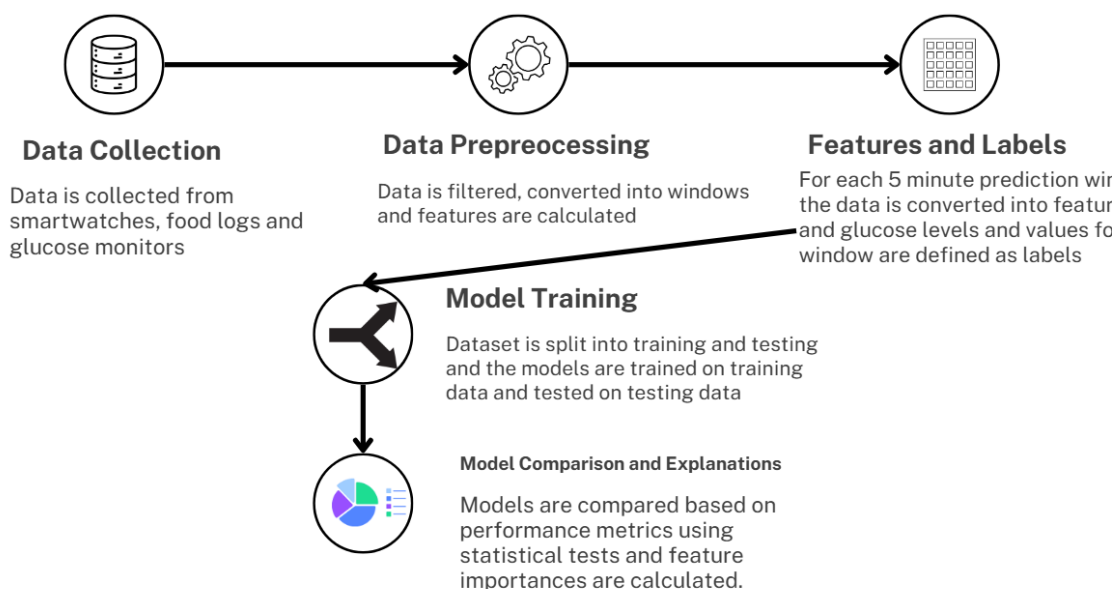 Data Collection
Data is collected from
smartwatches, food logs and
glucose monitors
Data Prepreocessing
Data is filtered, converted into windows
and features are calculated
Features and Labels
For each 5 minute prediction
the data is converted into
and glucose levels and values
window are defined as labels
Model Training
Dataset is split into training and testing
and the models are trained on training
data and tested on testing data
Model Comparison and Explanations
Models are compared based on
performance metrics using
statistical tests and feature
importances are calculated.